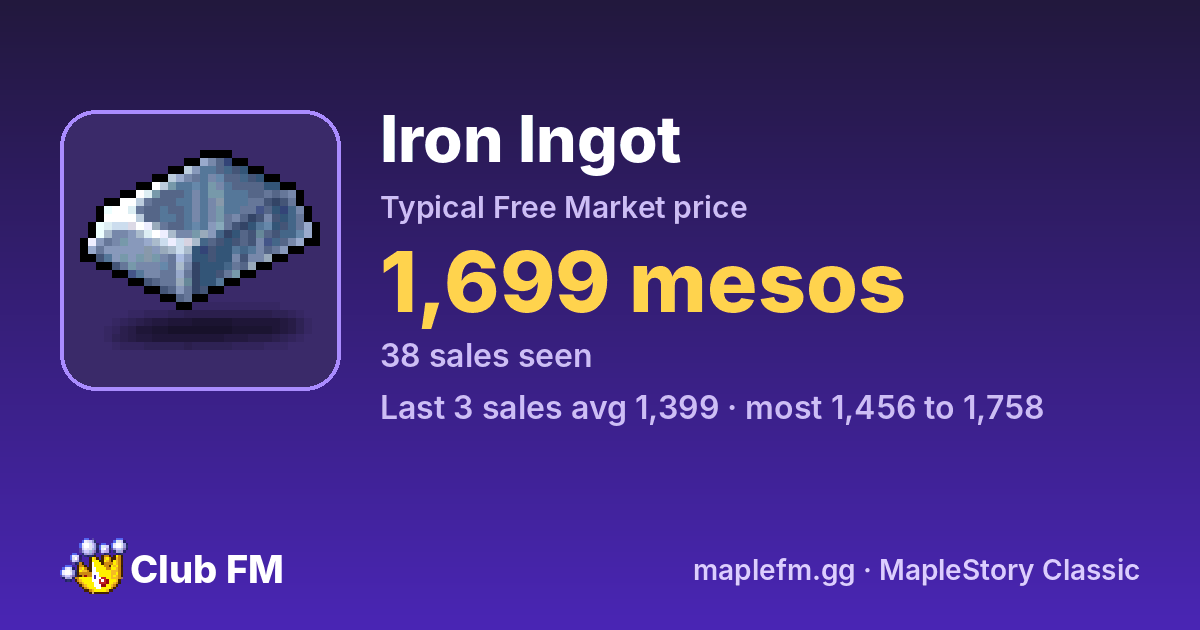 Iron Ingot
Typical Free Market price
1,699 mesos
38 sales seen
Last 3 sales avg 1,399 · most 1,456 to 1,758
Club FM
maplefm.gg · MapleStory Classic